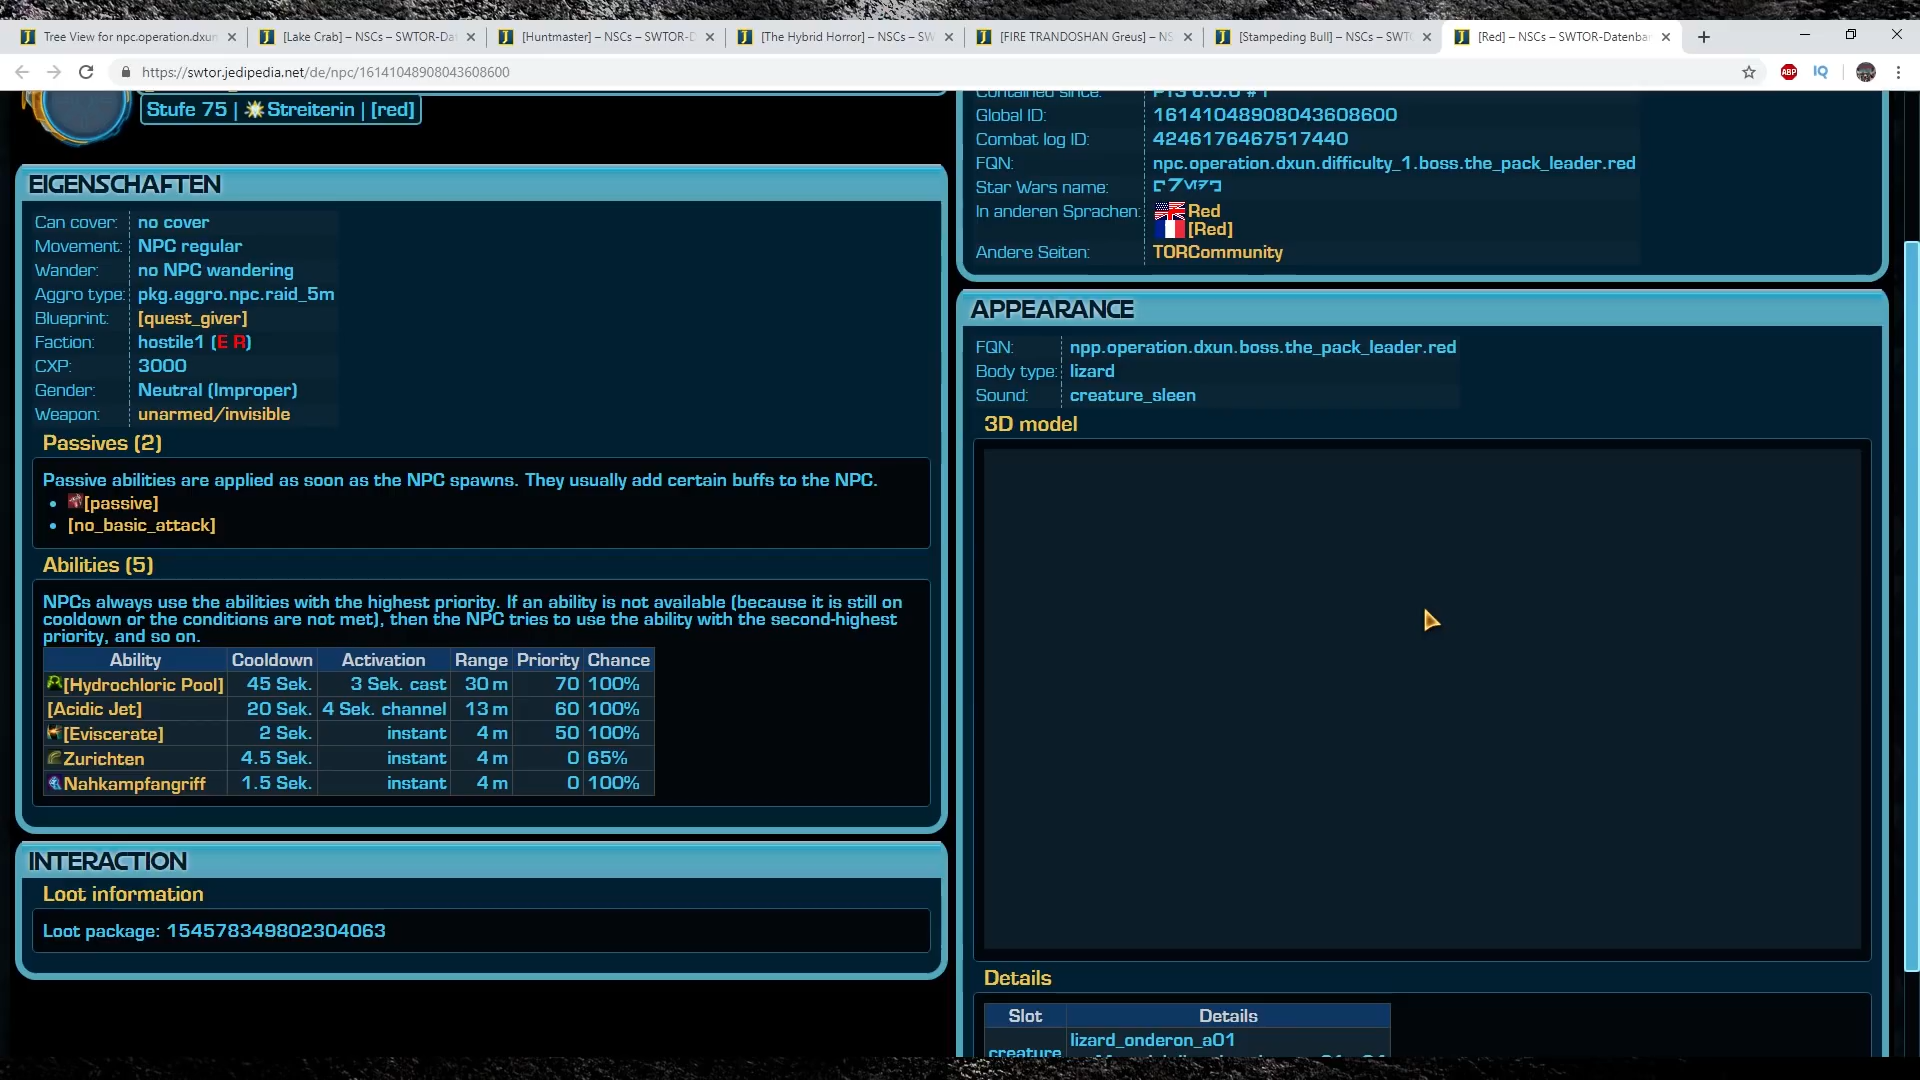 Tree View for npc.operation.dxun
[Lake Crab] – NSCs – SWTOR-Da
[Huntmaster] – NSCs – SWTOR-D
[The Hybrid Horror] – NSCs – SW
[FIRE TRANDOSHAN Greus] – NS
[Stampeding Bull] – NSCs – SWT
[Red] – NSCs – SWTOR-Datenba
https://swtor.jedipedia.net/de/npc/16141048908043608600
ABP
IQ
Stufe 75 | Streiterin | [red]
EIGENSCHAFTEN
Can cover: no cover
Movement: NPC regular
Wander: no NPC wandering
Aggro type: pkg.aggro.npc.raid_5m
Blueprint: [quest_giver]
Faction: hostile1 (E R)
CXP: 3000
Gender: Neutral (Improper)
Weapon: unarmed/invisible
Passives (2)
Passive abilities are applied as soon as the NPC spawns. They usually add certain buffs to the NPC.
• [passive]
• [no_basic_attack]
Abilities (5)
NPCs always use the abilities with the highest priority. If an ability is not available (because it is still on
cooldown or the conditions are not met), then the NPC tries to use the ability with the second-highest
priority, and so on.
Ability Cooldown Activation Range Priority Chance
[Hydrochloric Pool] 45 Sek. 3 Sek. cast 30 m 70 100%
[Acidic Jet] 20 Sek. 4 Sek. channel 13 m 60 100%
[Eviscerate] 2 Sek. instant 4 m 50 100%
Zurichten 4.5 Sek. instant 4 m 0 65%
Nahkampfangriff 1.5 Sek. instant 4 m 0 100%
INTERACTION
Loot information
Loot package: 154578349802304063
Contained since: PTS 6.0.0 #1
Global ID: 16141048908043608600
Combat log ID: 4246176467517440
FQN: npc.operation.dxun.difficulty_1.boss.the_pack_leader.red
Star Wars name:
In anderen Sprachen: Red
[Red]
Andere Seiten: TORCommunity
APPEARANCE
FQN: npp.operation.dxun.boss.the_pack_leader.red
Body type: lizard
Sound: creature_sleen
3D model
Details
Slot Details
creature lizard_onderon_a01